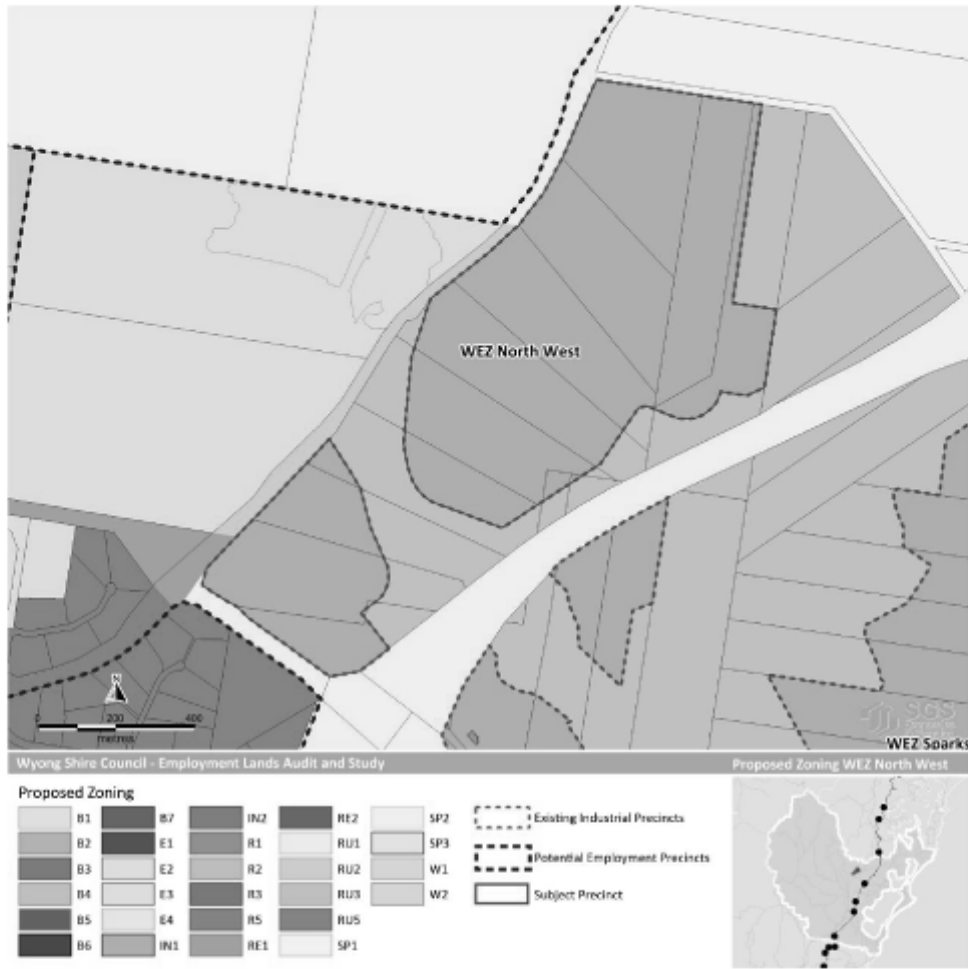 WEZ North West
N
0 200 400
metres
SGS
WEZ Sparks
Wyong Shire Council - Employment Lands Audit and Study
Proposed Zoning WEZ North West
Proposed Zoning
B1
B2
B3
B4
B5
B6
B7
E1
E2
E3
E4
IN1
IN2
R1
R2
R3
R5
RE1
RE2
RU1
RU2
RU3
RU5
SP1
SP2
SP3
W1
W2
Existing Industrial Precincts
Potential Employment Precincts
Subject Precinct